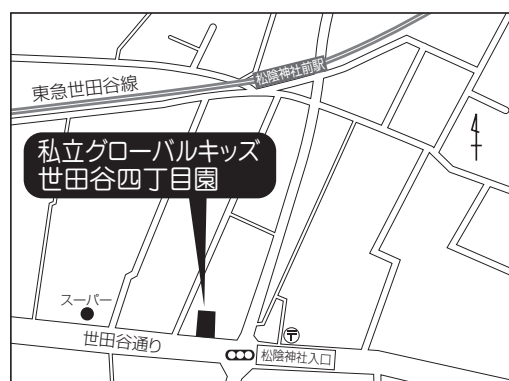 松陰神社前駅
東急世田谷線
私立グローバルキッズ
世田谷四丁目園
スーパー
世田谷通り
〒
松陰神社入口